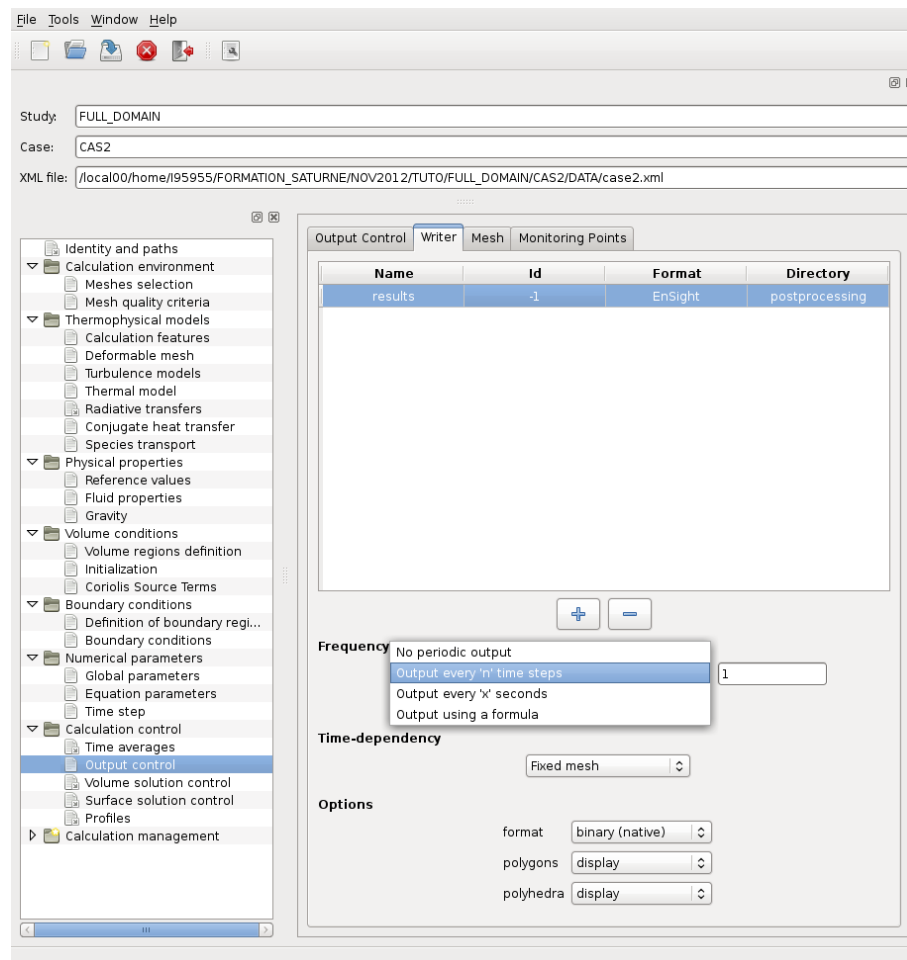 File Tools Window Help
Study: FULL_DOMAIN
Case: CAS2
XML file: /local00/home/I95955/FORMATION_SATURNE/NOV2012/TUTO/FULL_DOMAIN/CAS2/DATA/case2.xml
Identity and paths
Calculation environment
Meshes selection
Mesh quality criteria
Thermophysical models
Calculation features
Deformable mesh
Turbulence models
Thermal model
Radiative transfers
Conjugate heat transfer
Species transport
Physical properties
Reference values
Fluid properties
Gravity
Volume conditions
Volume regions definition
Initialization
Coriolis Source Terms
Boundary conditions
Definition of boundary regi...
Boundary conditions
Numerical parameters
Global parameters
Equation parameters
Time step
Calculation control
Time averages
Output control
Volume solution control
Surface solution control
Profiles
Calculation management
Output Control Writer Mesh Monitoring Points
Name Id Format Directory
results -1 EnSight postprocessing
Frequency
No periodic output
Output every 'n' time steps 1
Output every 'x' seconds
Output using a formula
Time-dependency
Fixed mesh
Options
format binary (native)
polygons display
polyhedra display